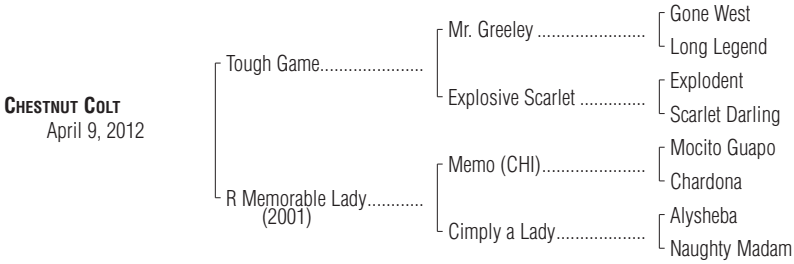 Gone West
Mr. Greeley ........................
Long Legend
Tough Game.......................
Explodent
Explosive Scarlet ..............
Scarlet Darling
CHESTNUT COLT
April 9, 2012
Mocito Guapo
Memo (CHI).......................
Chardona
R Memorable Lady............
(2001)
Alysheba
Cimply a Lady....................
Naughty Madam